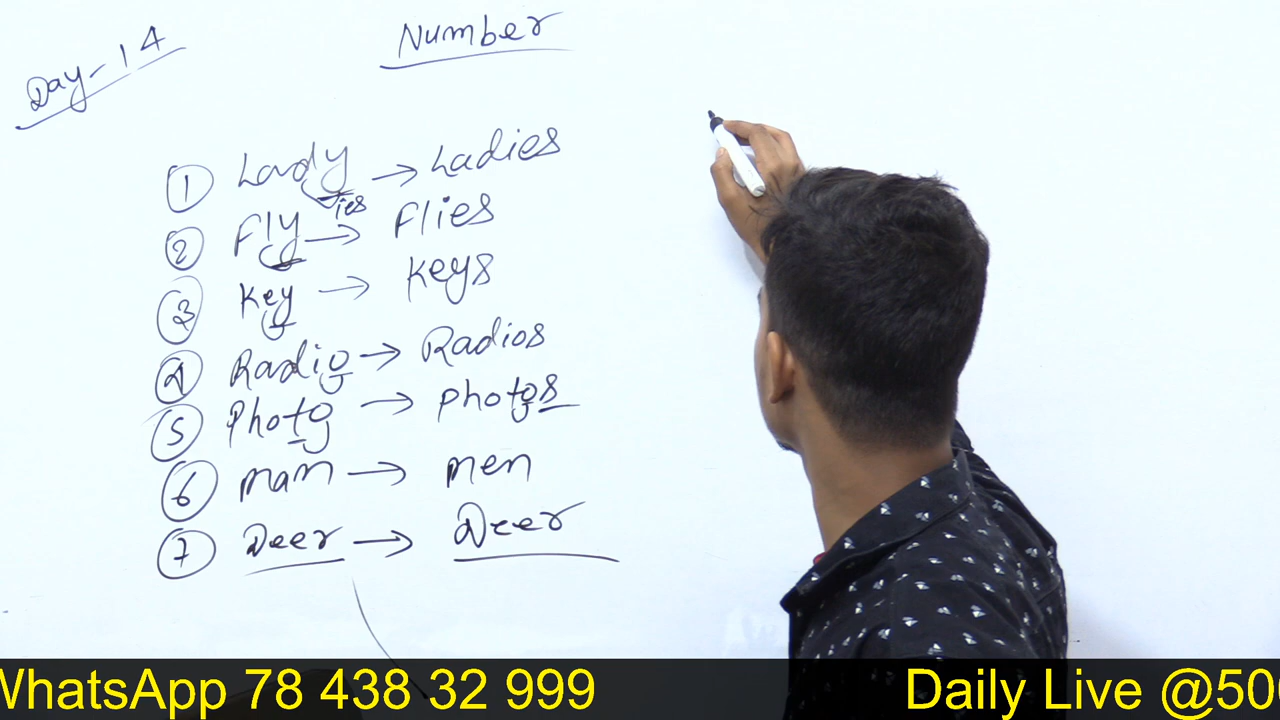 Day-14
Number
① Lady → Ladies
ies
② Fly → Flies
③ Key → Keys
④ Radio → Radios
⑤ Photo → Photos
⑥ Man → Men
⑦ Deer → Deer
WhatsApp 78 438 32 999 Daily Live